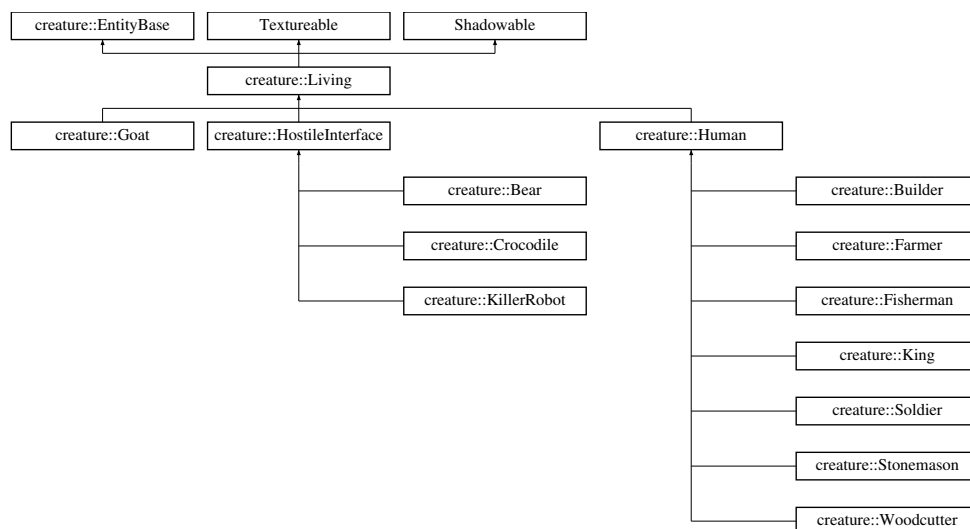 creature::EntityBase
Textureable
Shadowable
creature::Living
creature::Goat
creature::HostileInterface
creature::Human
creature::Bear
creature::Builder
creature::Crocodile
creature::Farmer
creature::KillerRobot
creature::Fisherman
creature::King
creature::Soldier
creature::Stonemason
creature::Woodcutter